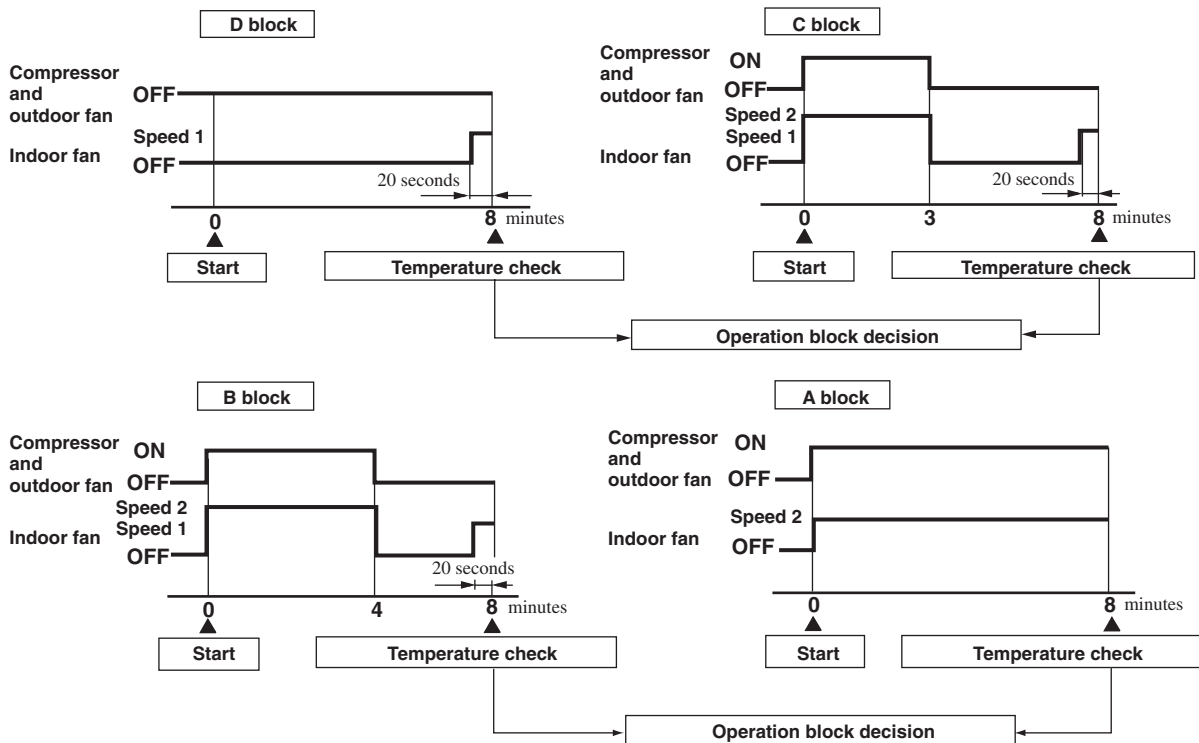 D block
Compressor
and
outdoor fan
OFF
Speed 1
Indoor fan
OFF
20 seconds
0
8 minutes
Start
Temperature check
C block
Compressor
and
outdoor fan
ON
OFF
Speed 2
Speed 1
Indoor fan
OFF
20 seconds
0
3
8 minutes
Start
Temperature check
Operation block decision
B block
Compressor
and
outdoor fan
ON
OFF
Speed 2
Speed 1
Indoor fan
OFF
20 seconds
0
4
8 minutes
Start
Temperature check
A block
Compressor
and
outdoor fan
ON
OFF
Speed 2
Indoor fan
OFF
0
8 minutes
Start
Temperature check
Operation block decision